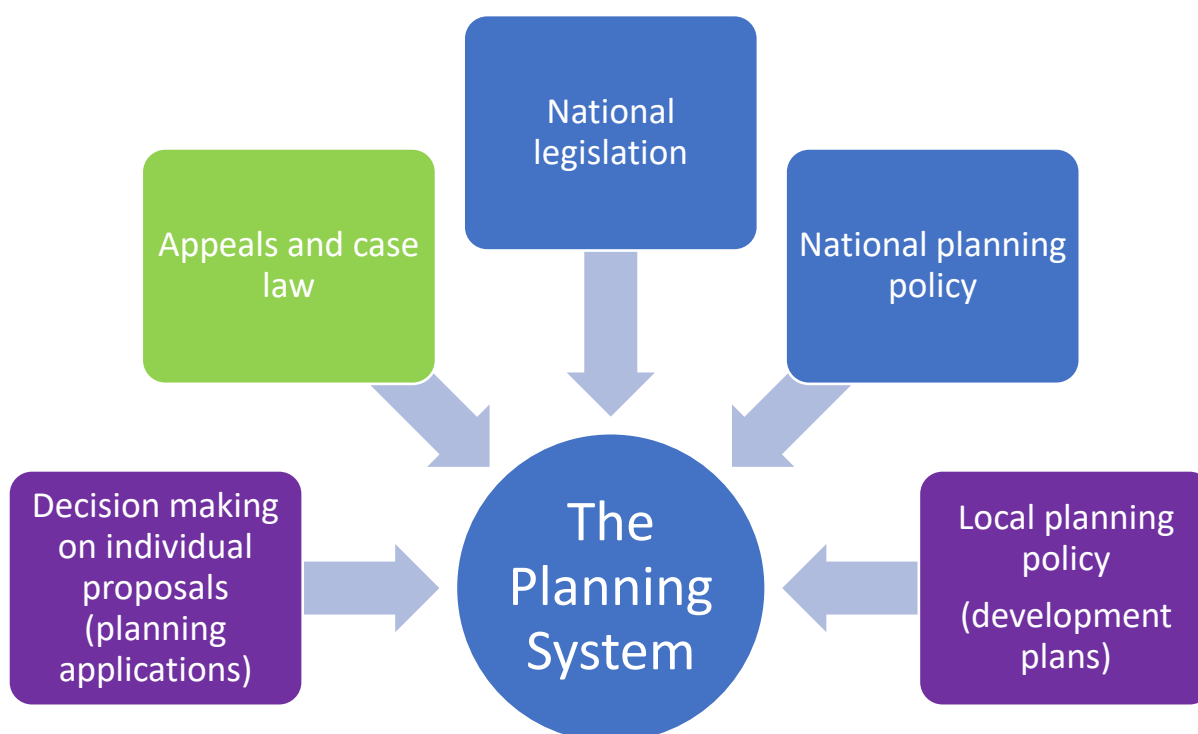 National
legislation
Appeals and case
law
National planning
policy
Decision making
on individual
proposals
(planning
applications)
The
Planning
System
Local planning
policy
(development
plans)